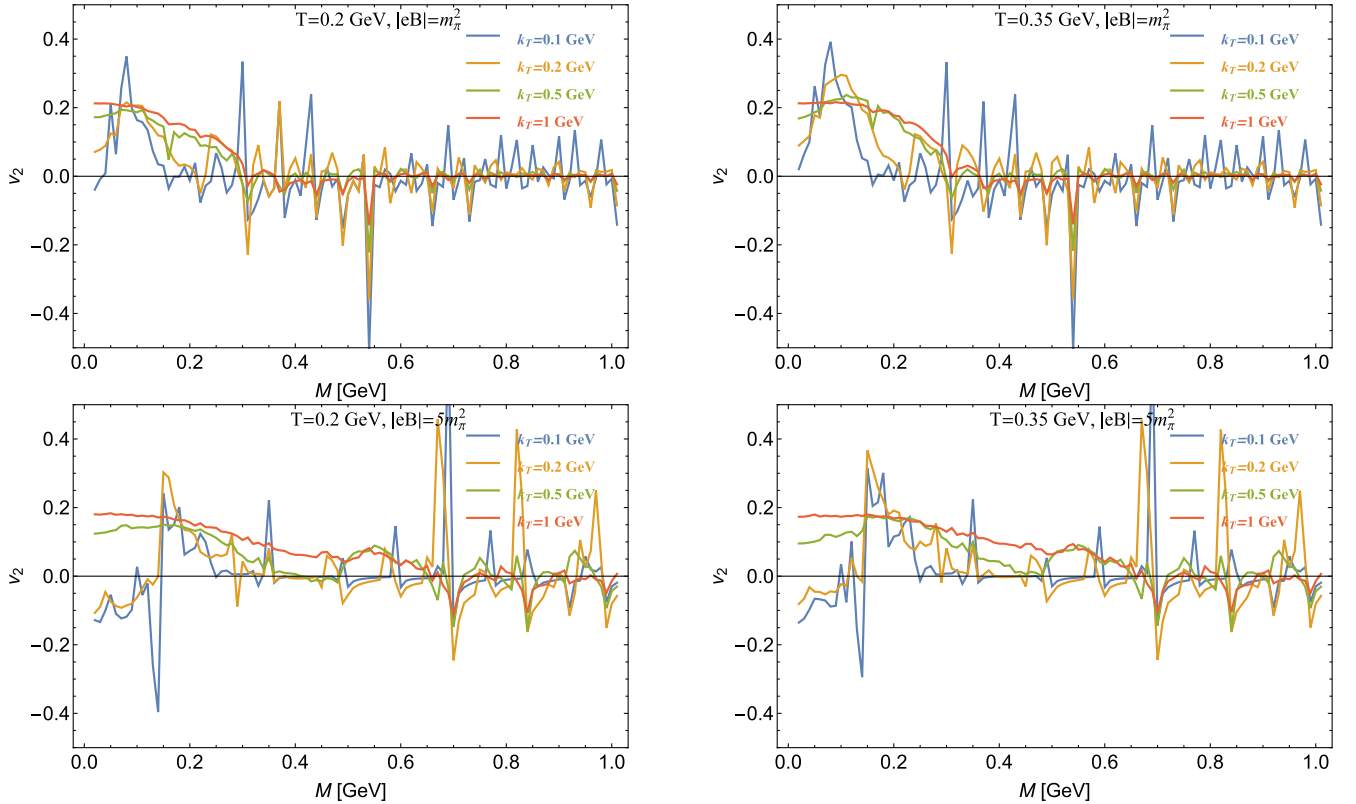 T=0.2 GeV, |eB|=m_π^2
k_T=0.1 GeV
k_T=0.2 GeV
k_T=0.5 GeV
k_T=1 GeV
0.4
0.2
0.0
-0.2
-0.4
v_2
0.0 0.2 0.4 0.6 0.8 1.0
M [GeV]
T=0.35 GeV, |eB|=m_π^2
k_T=0.1 GeV
k_T=0.2 GeV
k_T=0.5 GeV
k_T=1 GeV
0.4
0.2
0.0
-0.2
-0.4
v_2
0.0 0.2 0.4 0.6 0.8 1.0
M [GeV]
T=0.2 GeV, |eB|=5m_π^2
k_T=0.1 GeV
k_T=0.2 GeV
k_T=0.5 GeV
k_T=1 GeV
0.4
0.2
0.0
-0.2
-0.4
v_2
0.0 0.2 0.4 0.6 0.8 1.0
M [GeV]
T=0.35 GeV, |eB|=5m_π^2
k_T=0.1 GeV
k_T=0.2 GeV
k_T=0.5 GeV
k_T=1 GeV
0.4
0.2
0.0
-0.2
-0.4
v_2
0.0 0.2 0.4 0.6 0.8 1.0
M [GeV]